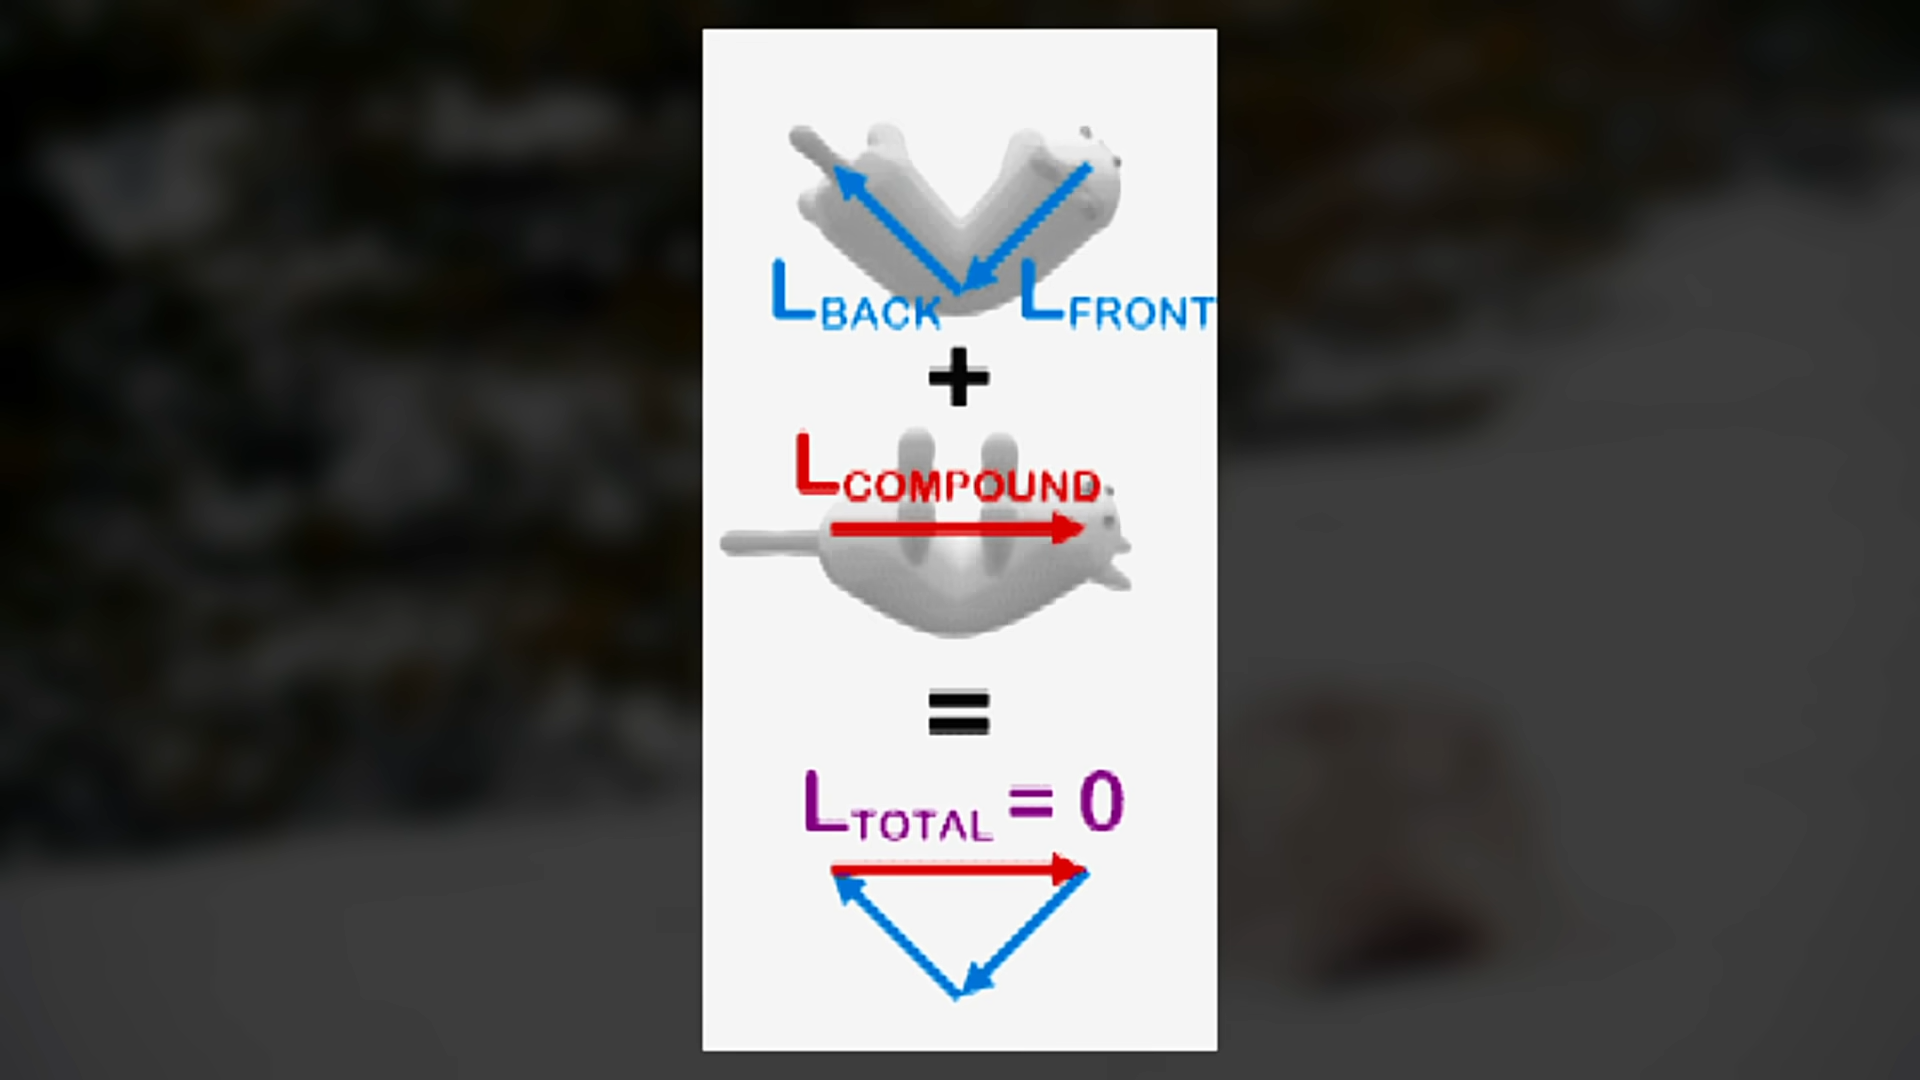 LBACK LFRONT
+
LCOMPOUND
=
LTOTAL = 0